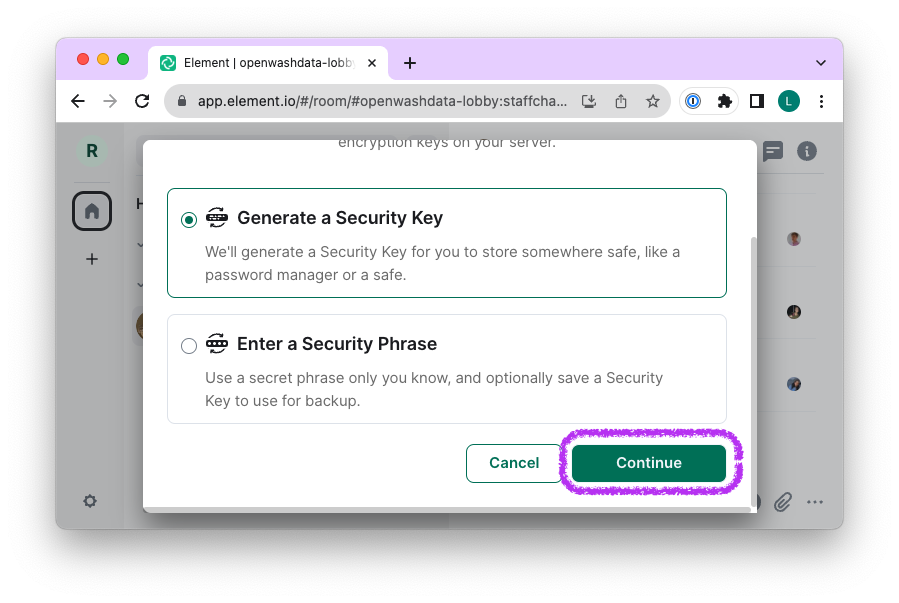 Element | openwashdata-lobby
app.element.io/#/room/#openwashdata-lobby:staffcha...
L
R
encryption keys on your server.
H
Generate a Security Key
We'll generate a Security Key for you to store somewhere safe, like a
password manager or a safe.
Enter a Security Phrase
Use a secret phrase only you know, and optionally save a Security
Key to use for backup.
Cancel
Continue